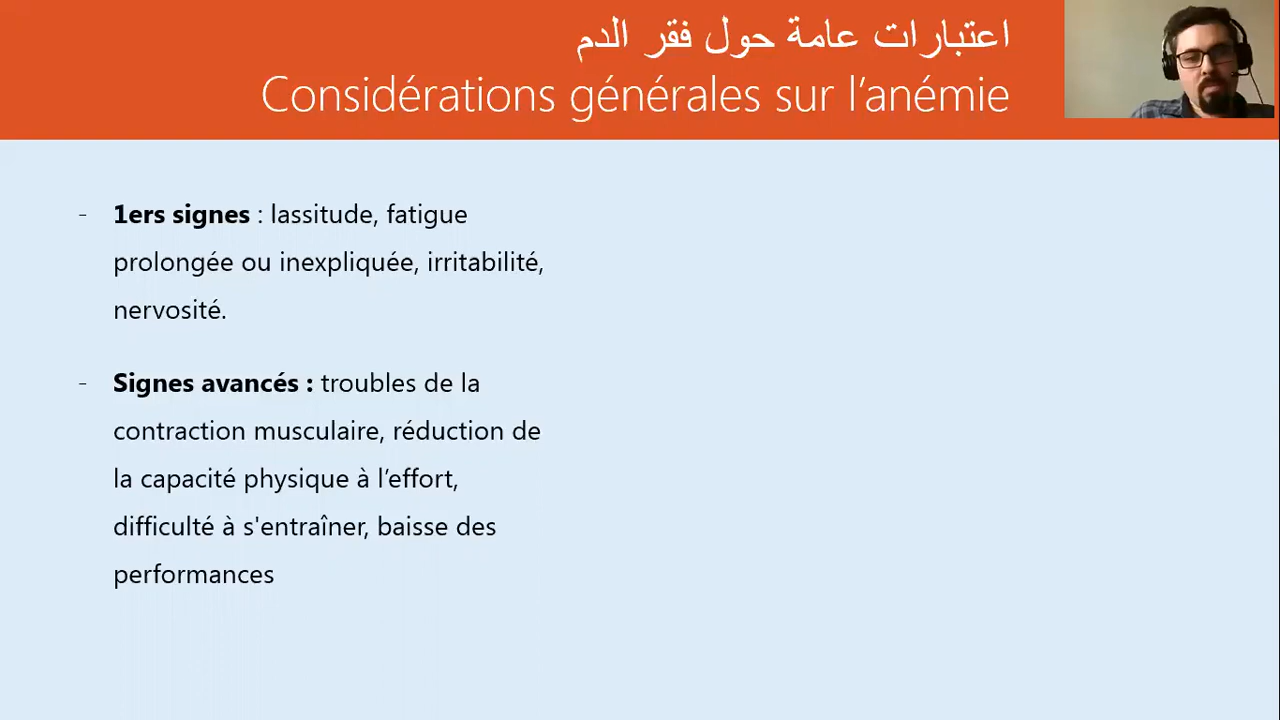 اعتبارات عامة حول فقر الدم
Considérations générales sur l’anémie
- 1ers signes : lassitude, fatigue
prolongée ou inexpliquée, irritabilité,
nervosité.
- Signes avancés : troubles de la
contraction musculaire, réduction de
la capacité physique à l’effort,
difficulté à s'entraîner, baisse des
performances